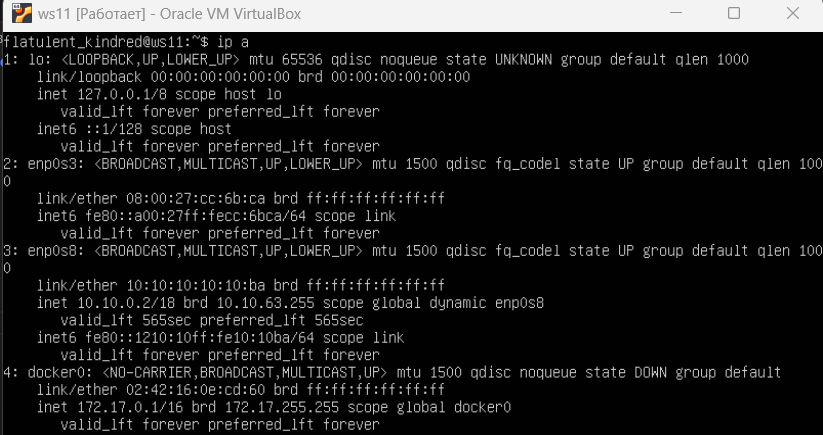 ws11 [Работает] - Oracle VM VirtualBox
flatulent_kindred@ws11:~$ ip a
1: lo: <LOOPBACK,UP,LOWER_UP> mtu 65536 qdisc noqueue state UNKNOWN group default qlen 1000
link/loopback 00:00:00:00:00:00 brd 00:00:00:00:00:00
inet 127.0.0.1/8 scope host lo
valid_lft forever preferred_lft forever
inet6 ::1/128 scope host
valid_lft forever preferred_lft forever
2: enp0s3: <BROADCAST,MULTICAST,UP,LOWER_UP> mtu 1500 qdisc fq_codel state UP group default qlen 100
0
link/ether 08:00:27:cc:6b:ca brd ff:ff:ff:ff:ff:ff
inet6 fe80::a00:27ff:fecc:6bca/64 scope link
valid_lft forever preferred_lft forever
3: enp0s8: <BROADCAST,MULTICAST,UP,LOWER_UP> mtu 1500 qdisc fq_codel state UP group default qlen 100
0
link/ether 10:10:10:10:10:ba brd ff:ff:ff:ff:ff:ff
inet 10.10.0.2/18 brd 10.10.63.255 scope global dynamic enp0s8
valid_lft 565sec preferred_lft 565sec
inet6 fe80::1210:10ff:fe10:10ba/64 scope link
valid_lft forever preferred_lft forever
4: docker0: <NO-CARRIER,BROADCAST,MULTICAST,UP> mtu 1500 qdisc noqueue state DOWN group default
link/ether 02:42:16:0e:cd:60 brd ff:ff:ff:ff:ff:ff
inet 172.17.0.1/16 brd 172.17.255.255 scope global docker0
valid_lft forever preferred_lft forever